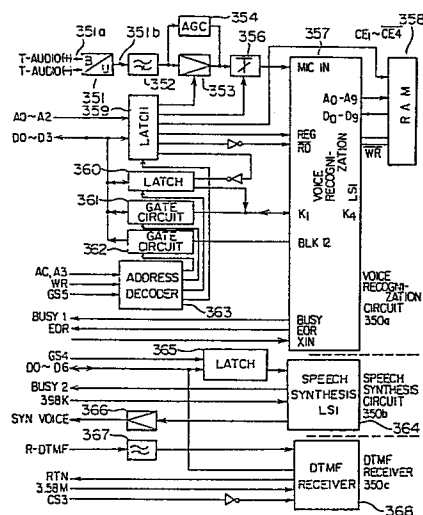 351a
T-AUDIO(+)
T-AUDIO(-)
B
U
351
351b
352
354
AGC
353
356
357
CE1~CE4
358
359
MIC IN
A0~A2
D0~D3
LATCH
A0~A9
D0~D9
RAM
REG
RD
WR
VOICE RECOGNIZATION LSI
360
LATCH
361
GATE CIRCUIT
K1
K4
362
GATE CIRCUIT
BLK 12
AC, A3
WR
GS5
ADDRESS DECODER
363
VOICE RECOGNIZATION CIRCUIT 350a
BUSY 1
BUSY
EOR
EOR
XIN
365
GS4
LATCH
D0~D6
BUSY 2
358K
SPEECH SYNTHESIS LSI
SPEECH SYNTHESIS CIRCUIT 350b
366
SYN VOICE
364
R-DTMF
367
RTN
3.58M
CS3
DTMF RECEIVER
DTMF RECEIVER 350c
368